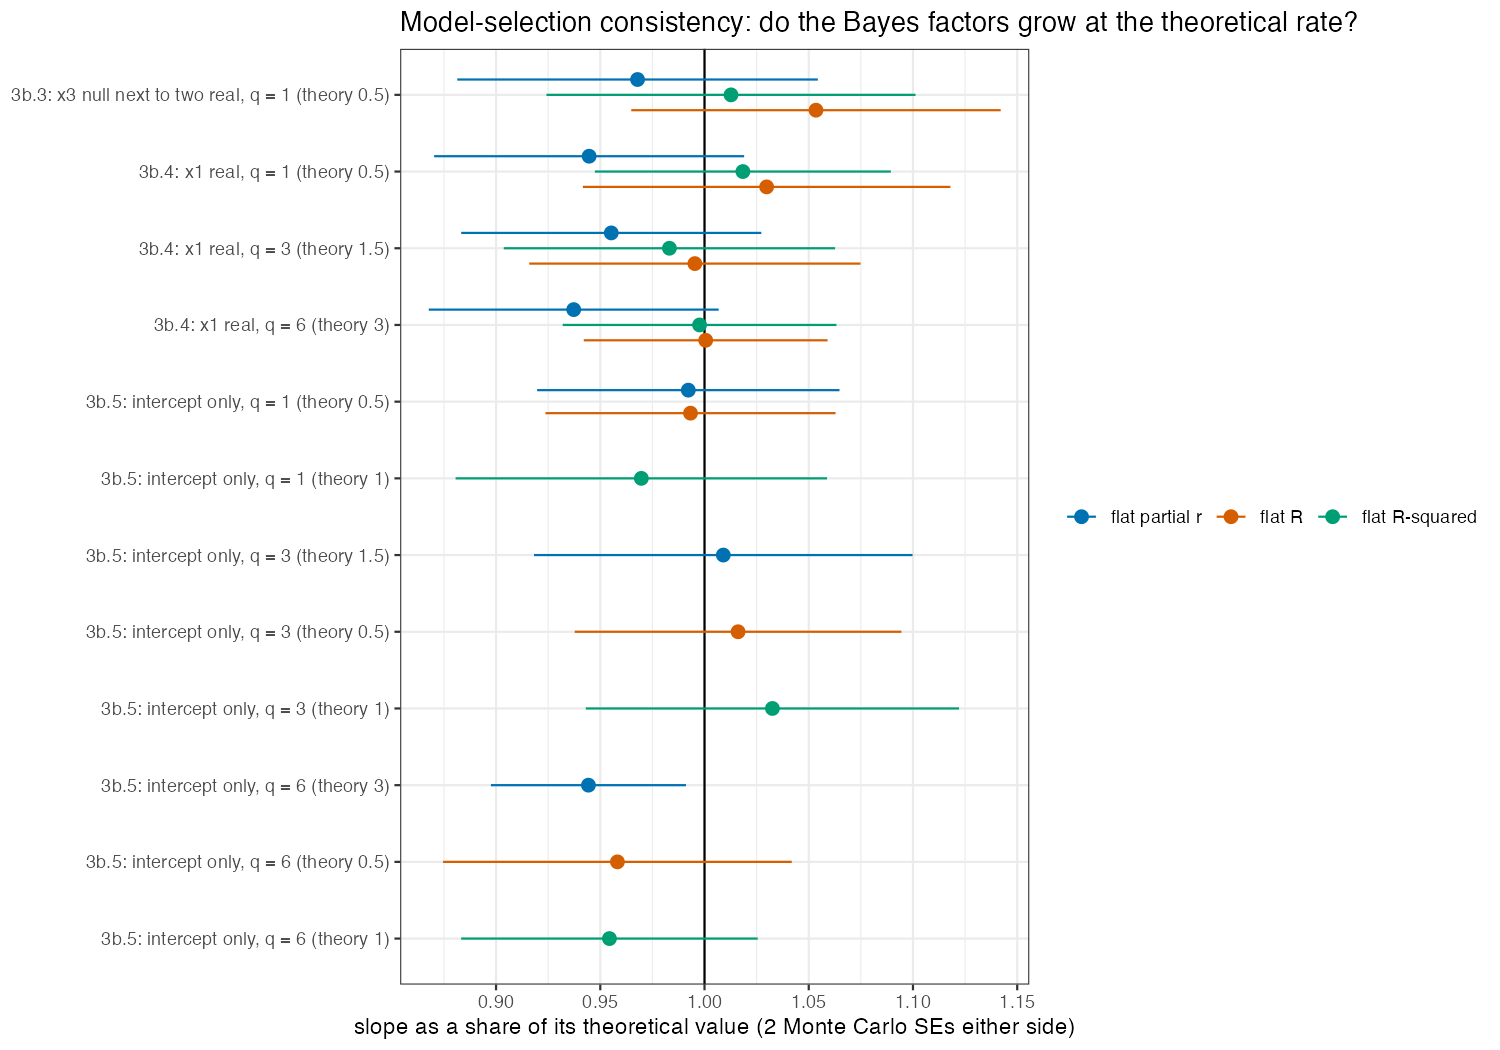 Model-selection consistency: do the Bayes factors grow at the theoretical rate?
3b.3: x3 null next to two real, q = 1 (theory 0.5)
3b.4: x1 real, q = 1 (theory 0.5)
3b.4: x1 real, q = 3 (theory 1.5)
3b.4: x1 real, q = 6 (theory 3)
3b.5: intercept only, q = 1 (theory 0.5)
3b.5: intercept only, q = 1 (theory 1)
3b.5: intercept only, q = 3 (theory 1.5)
3b.5: intercept only, q = 3 (theory 0.5)
3b.5: intercept only, q = 3 (theory 1)
3b.5: intercept only, q = 6 (theory 3)
3b.5: intercept only, q = 6 (theory 0.5)
3b.5: intercept only, q = 6 (theory 1)
0.90 0.95 1.00 1.05 1.10 1.15
slope as a share of its theoretical value (2 Monte Carlo SEs either side)
flat partial r flat R flat R-squared